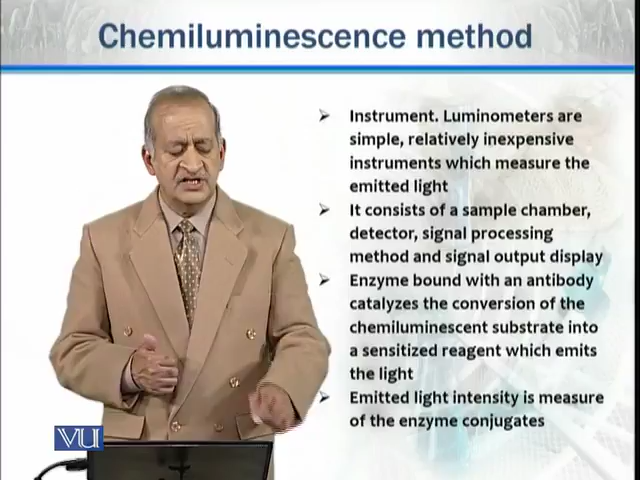 Chemiluminescence method
Instrument. Luminometers are
simple, relatively inexpensive
instruments which measure the
emitted light
It consists of a sample chamber,
detector, signal processing
method and signal output display
Enzyme bound with an antibody
catalyzes the conversion of the
chemiluminescent substrate into
a sensitized reagent which emits
the light
Emitted light intensity is measure
of the enzyme conjugates
VU